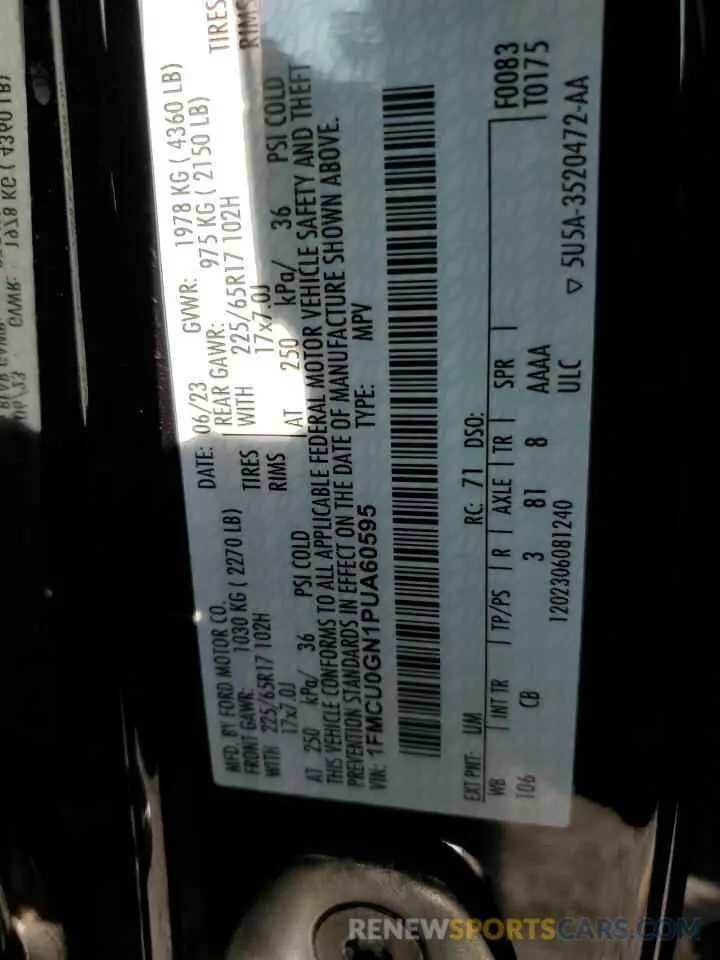 MFD. BY FORD MOTOR CO.
DATE: 06/23 GVWR: 1978 KG ( 4360 LB)
FRONT GAWR: 1030 KG ( 2270 LB)
REAR GAWR: 975 KG ( 2150 LB)
WITH 225/65R17 102H TIRES
WITH 225/65R17 102H TIRES
17x7.0J RIMS
17x7.0J RIMS
AT 250 kPa/ 36 PSI COLD
AT 250 kPa/ 36 PSI COLD
THIS VEHICLE CONFORMS TO ALL APPLICABLE FEDERAL MOTOR VEHICLE SAFETY AND THEFT
PREVENTION STANDARDS IN EFFECT ON THE DATE OF MANUFACTURE SHOWN ABOVE.
VIN: 1FMCU0GN1PUA60595 TYPE: MPV
EXT PNT: UM RC: 71 DSO:
F0083
WB INT TR TP/PS R AXLE TR SPR T0175
106 CB 3 81 8 AAAA
1202306081240 ULC
▽ 5U5A-3520472-AA
RENEWSPORTSCARS.COM